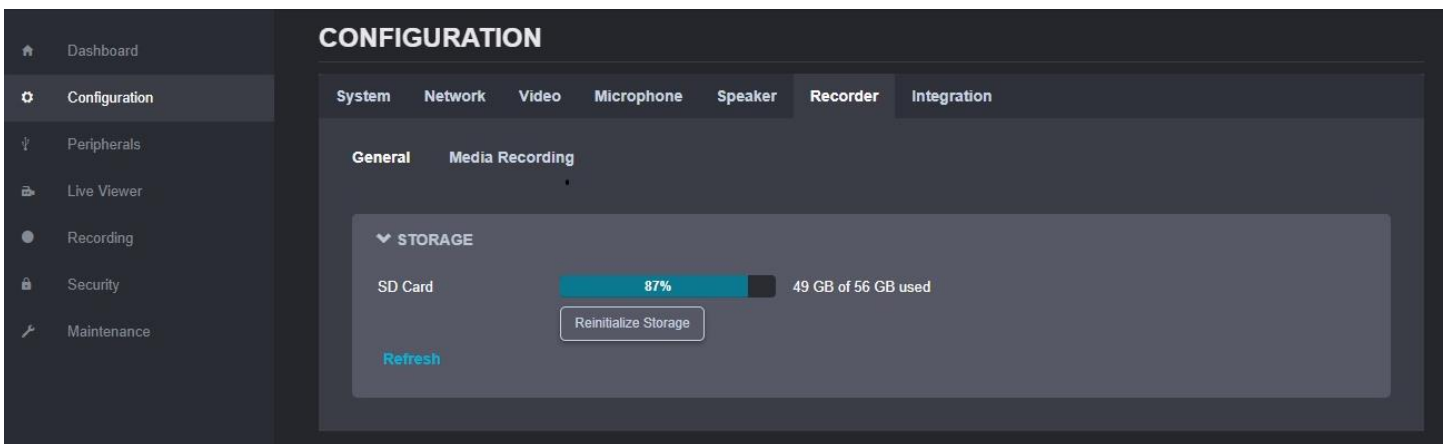 CONFIGURATION
Dashboard
Configuration
Peripherals
Live Viewer
Recording
Security
Maintenance
System Network Video Microphone Speaker Recorder Integration
General Media Recording
STORAGE
SD Card 87% 49 GB of 56 GB used
Reinitialize Storage
Refresh